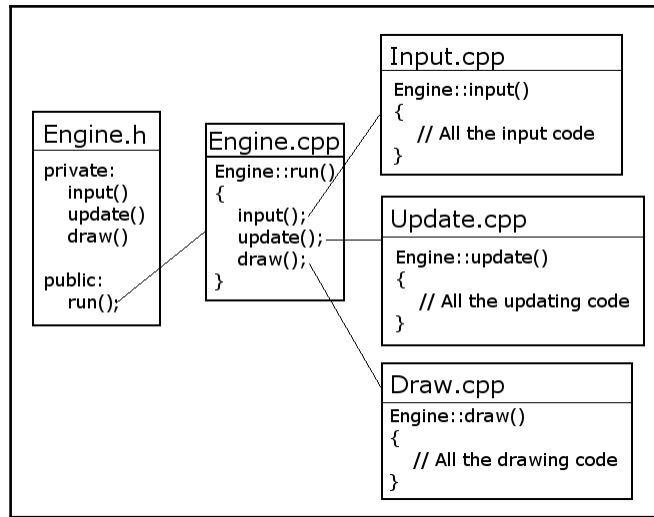 Engine.h
private:
input()
update()
draw()
public:
run();
Engine.cpp
Engine::run()
{
input();
update();
draw();
}
Input.cpp
Engine::input()
{
// All the input code
}
Update.cpp
Engine::update()
{
// All the updating code
}
Draw.cpp
Engine::draw()
{
// All the drawing code
}